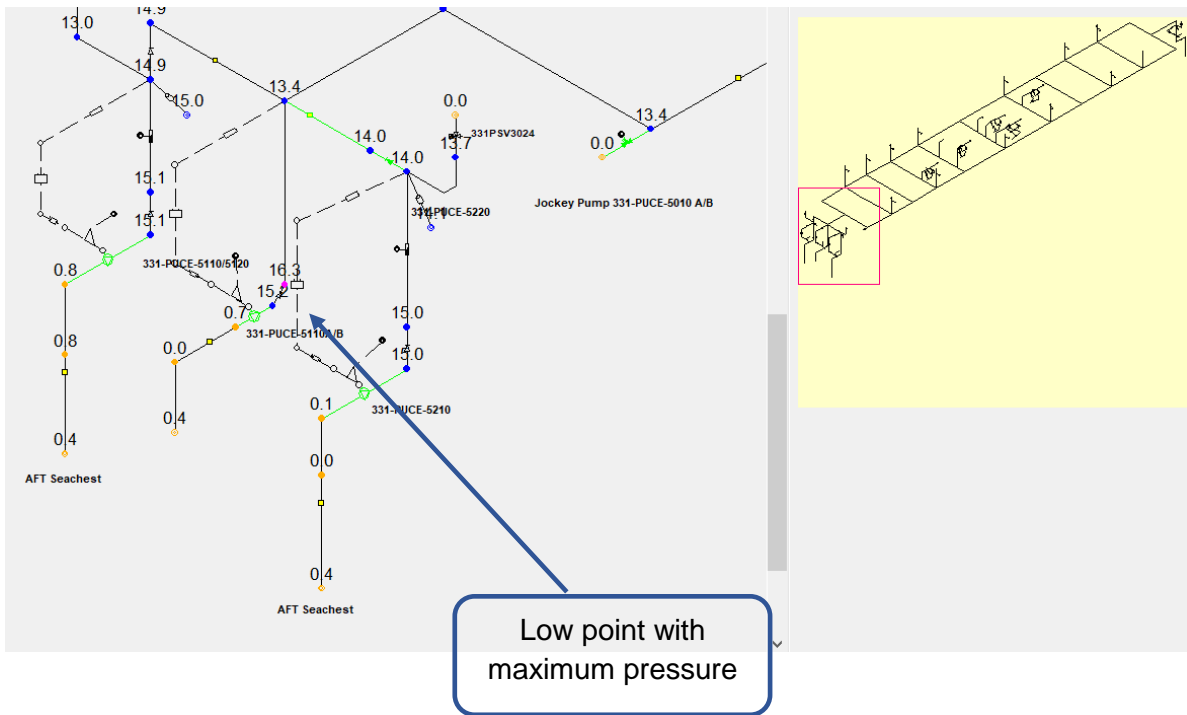 14.9
13.0
14.9
15.0
13.4
0.0
331PSV3024
13.4
14.0
13.7
0.0
14.0
15.1
Jockey Pump 331-PUCE-5010 A/B
331-PUCE-5220
15.1
331-PUCE-5110/5120
0.8
16.3
15.2
0.7
15.0
331-PUCE-5110A/B
0.8
0.0
15.0
0.1
331-PUCE-5210
0.4
0.4
AFT Seachest
0.0
0.4
AFT Seachest
Low point with
maximum pressure